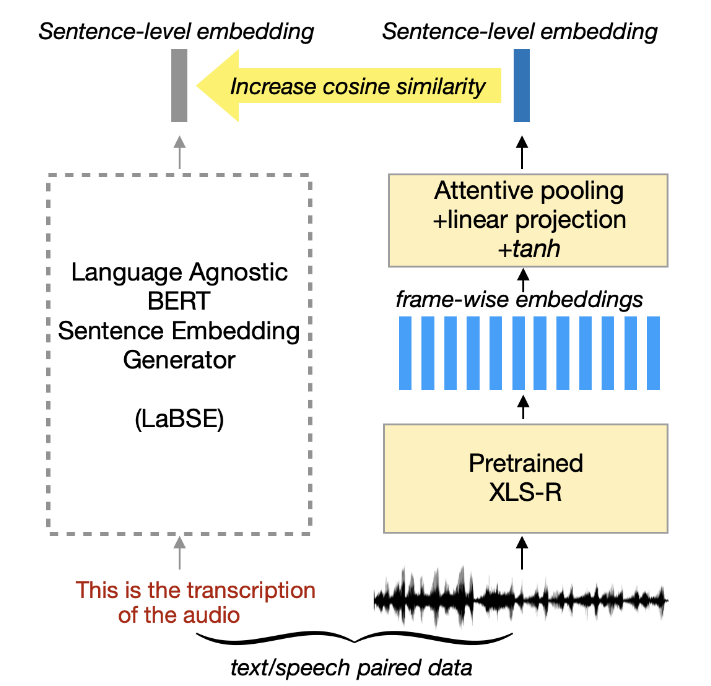 Sentence-level embedding
Sentence-level embedding
Increase cosine similarity
Language Agnostic
BERT
Sentence Embedding
Generator
(LaBSE)
Attentive pooling
+linear projection
+tanh
frame-wise embeddings
Pretrained
XLS-R
This is the transcription
of the audio
text/speech paired data